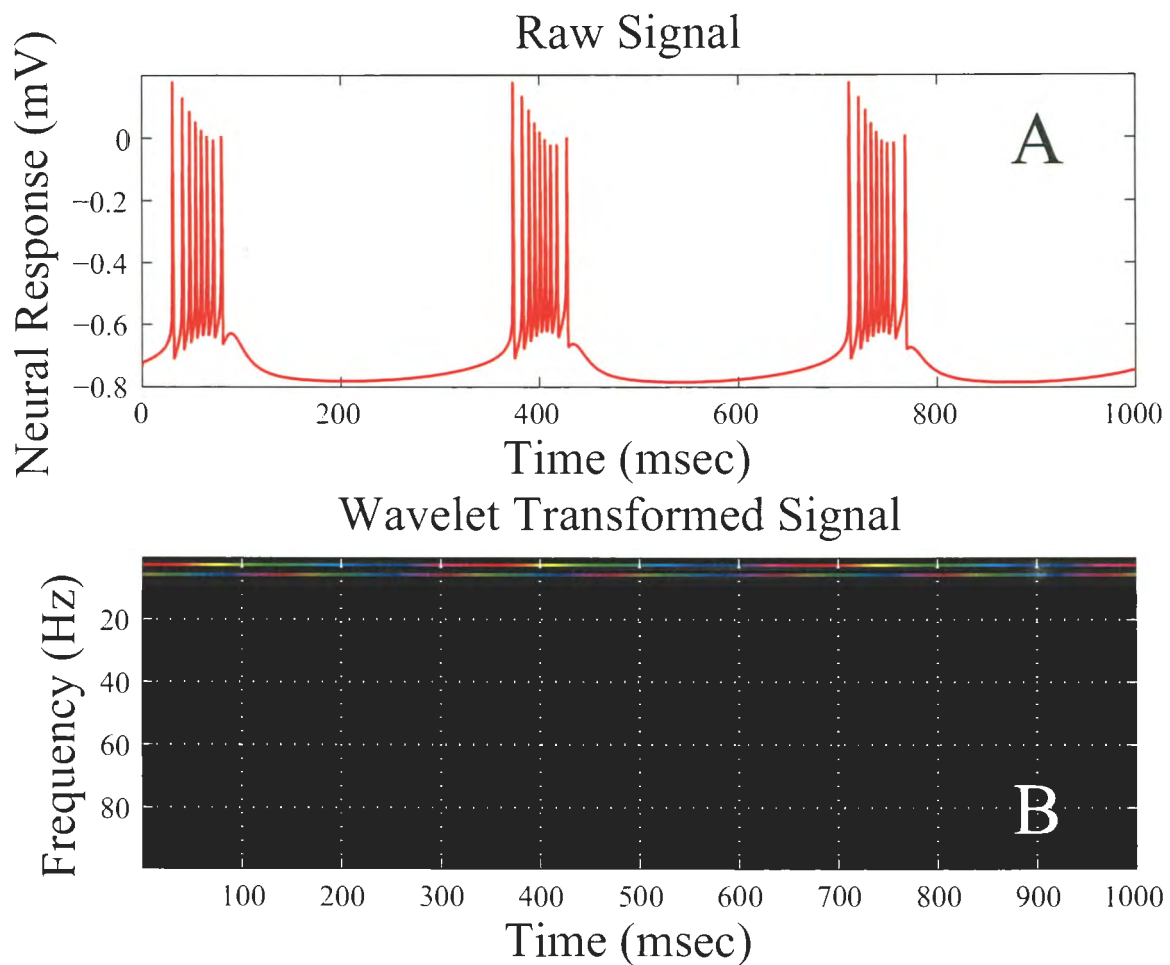 Raw Signal
Neural Response (mV)
0
−0.2
−0.4
−0.6
−0.8
A
0 200 400 600 800 1000
Time (msec)
Wavelet Transformed Signal
Frequency (Hz)
20
40
60
80
B
100 200 300 400 500 600 700 800 900 1000
Time (msec)